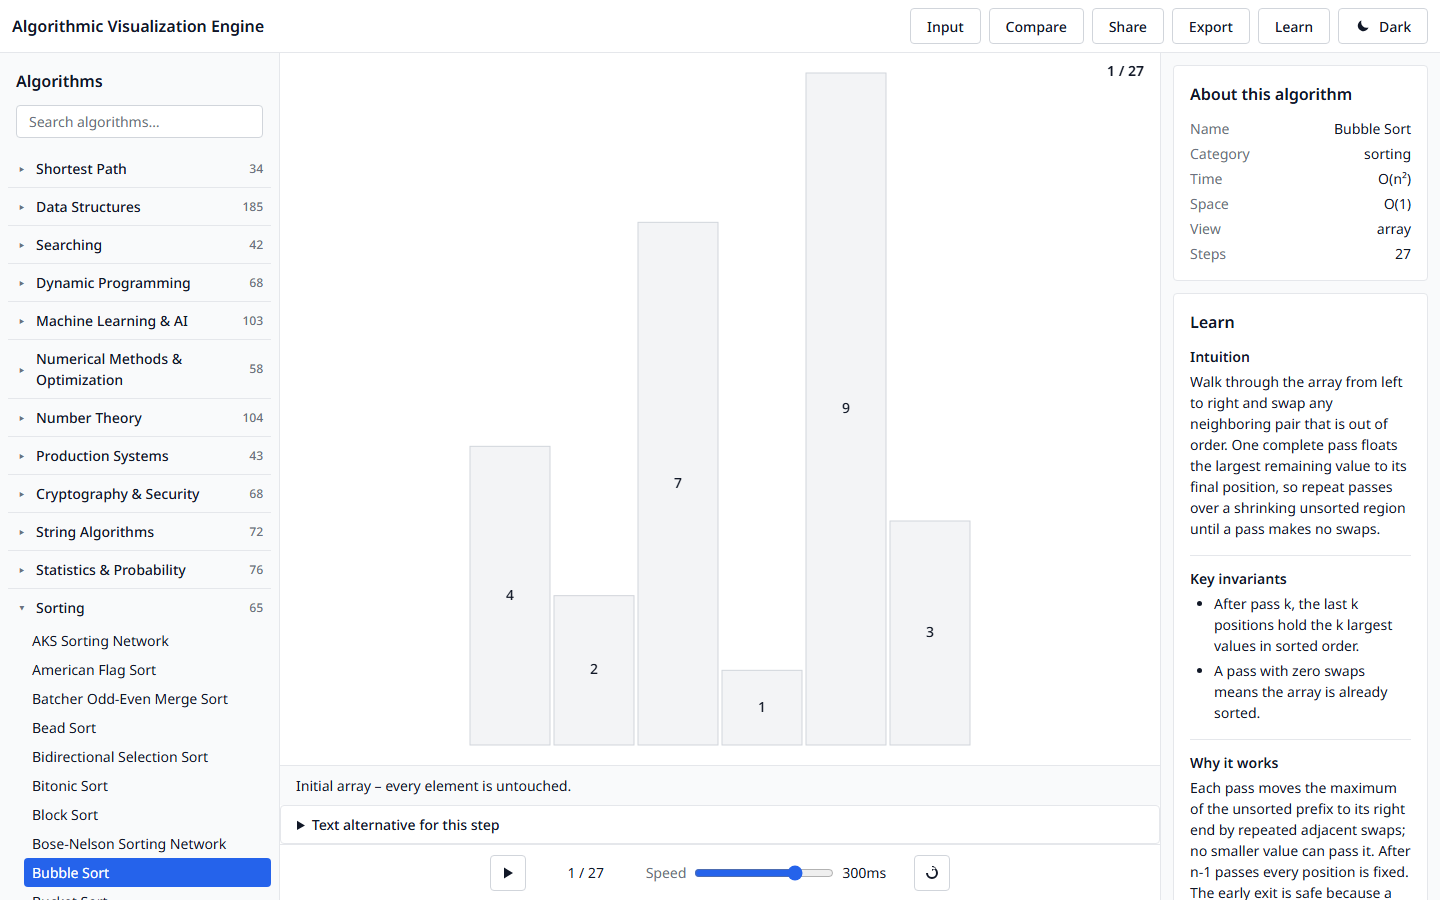 Algorithmic Visualization Engine
Input
Compare
Share
Export
Learn
Dark
Algorithms
Search algorithms...
Shortest Path 34
Data Structures 185
Searching 42
Dynamic Programming 68
Machine Learning & AI 103
Numerical Methods &
Optimization 58
Number Theory 104
Production Systems 43
Cryptography & Security 68
String Algorithms 72
Statistics & Probability 76
Sorting 65
AKS Sorting Network
American Flag Sort
Batcher Odd-Even Merge Sort
Bead Sort
Bidirectional Selection Sort
Bitonic Sort
Block Sort
Bose-Nelson Sorting Network
Bubble Sort
Bucket Sort
1 / 27
4
2
7
1
9
3
Initial array – every element is untouched.
Text alternative for this step
1 / 27
Speed
300ms
About this algorithm
Name Bubble Sort
Category sorting
Time O(n²)
Space O(1)
View array
Steps 27
Learn
Intuition
Walk through the array from left
to right and swap any
neighboring pair that is out of
order. One complete pass floats
the largest remaining value to its
final position, so repeat passes
over a shrinking unsorted region
until a pass makes no swaps.
Key invariants
After pass k, the last k
positions hold the k largest
values in sorted order.
A pass with zero swaps
means the array is already
sorted.
Why it works
Each pass moves the maximum
of the unsorted prefix to its right
end by repeated adjacent swaps;
no smaller value can pass it. After
n-1 passes every position is fixed.
The early exit is safe because a